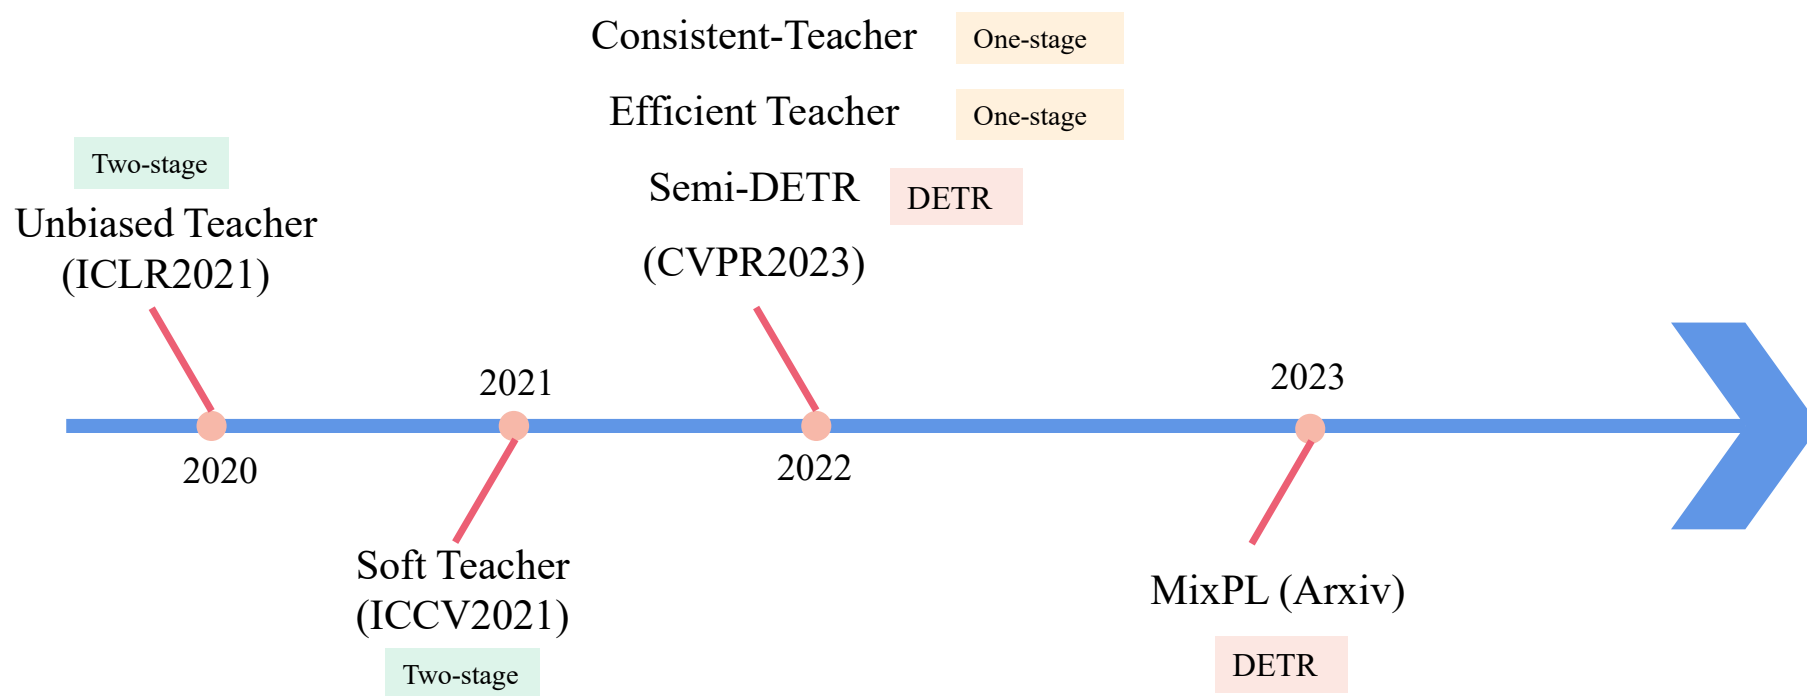 Consistent-Teacher One-stage
Efficient Teacher One-stage
Semi-DETR DETR
(CVPR2023)
Two-stage
Unbiased Teacher
(ICLR2021)
2020
2021
2022
2023
Soft Teacher
(ICCV2021)
Two-stage
MixPL (Arxiv)
DETR